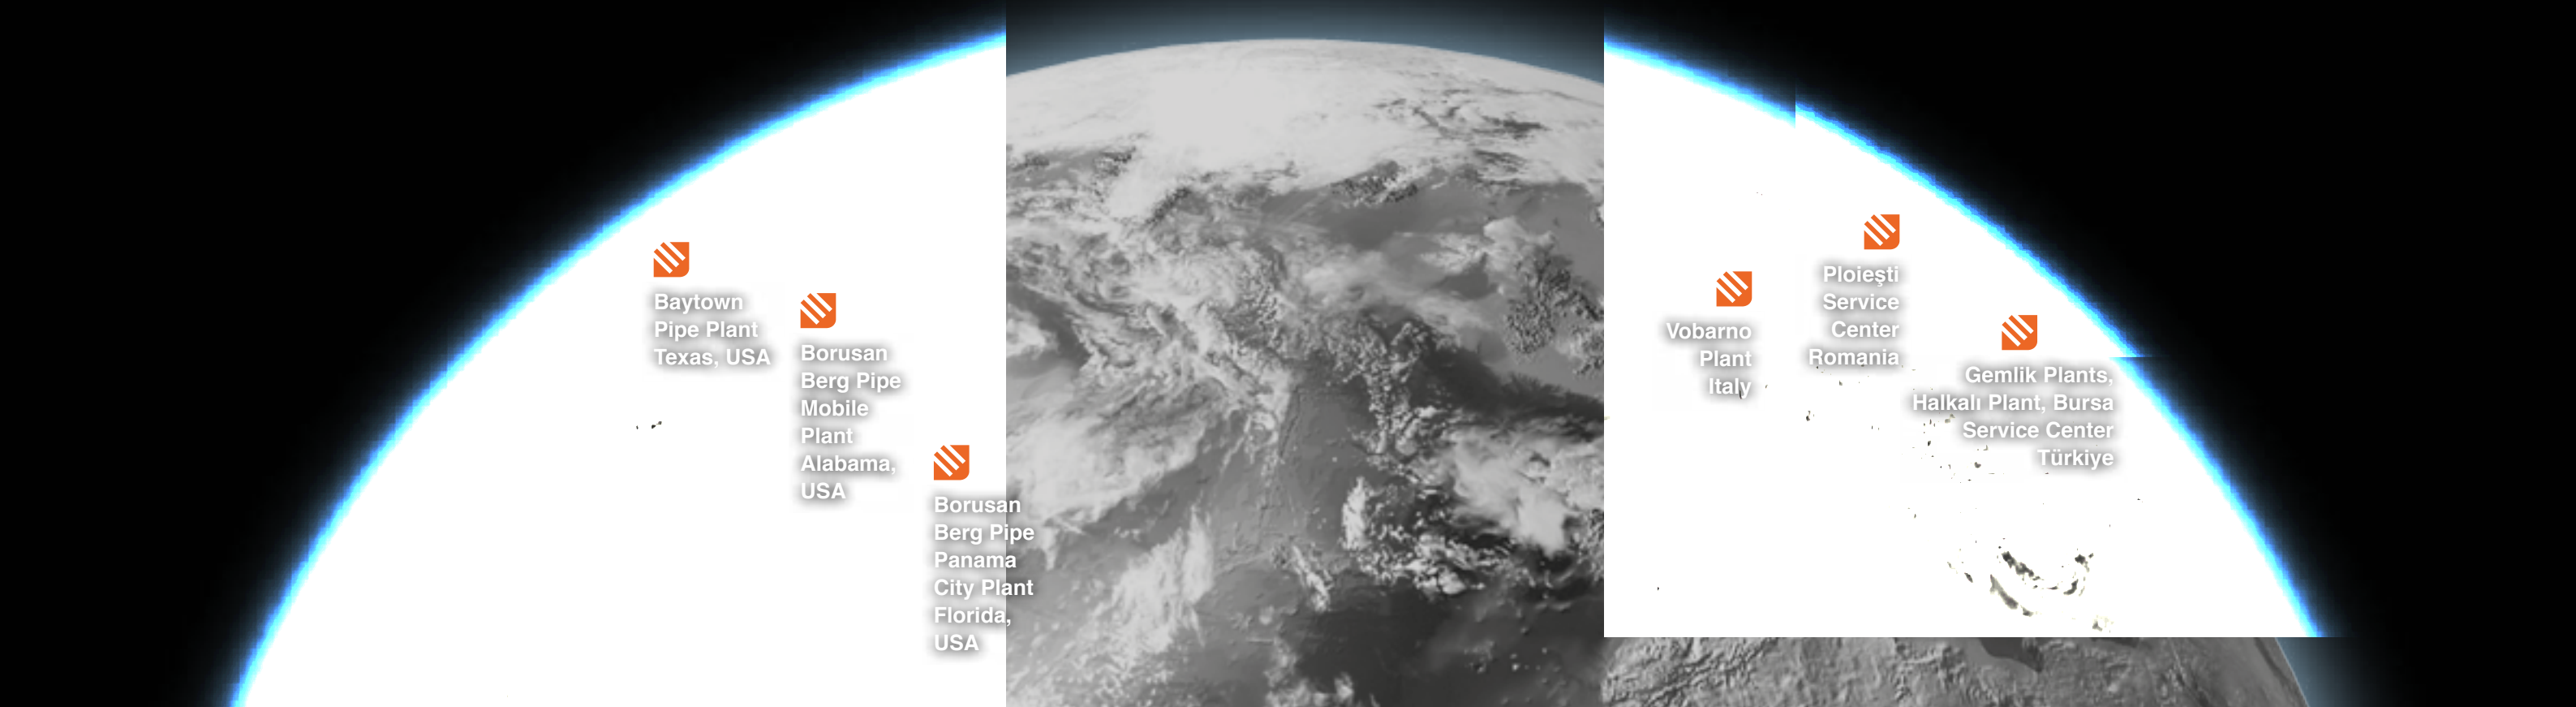 Baytown
Pipe Plant
Texas, USA
Borusan
Berg Pipe
Mobile
Plant
Alabama,
USA
Borusan
Berg Pipe
Panama
City Plant
Florida,
USA
Vobarno
Plant
Italy
Ploieşti
Service
Center
Romania
Gemlik Plants,
Halkalı Plant, Bursa
Service Center
Türkiye